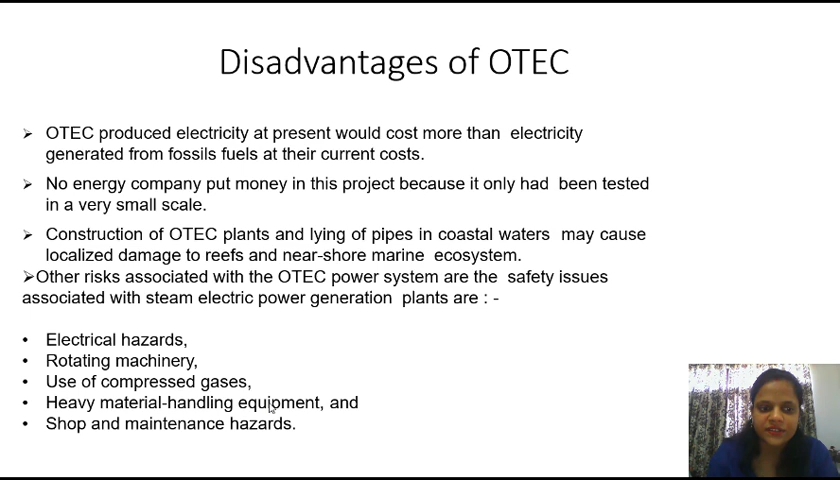 Disadvantages of OTEC
➢ OTEC produced electricity at present would cost more than electricity
generated from fossils fuels at their current costs.
➢ No energy company put money in this project because it only had been tested
in a very small scale.
➢ Construction of OTEC plants and lying of pipes in coastal waters may cause
localized damage to reefs and near-shore marine ecosystem.
➢Other risks associated with the OTEC power system are the safety issues
associated with steam electric power generation plants are : -
• Electrical hazards,
• Rotating machinery,
• Use of compressed gases,
• Heavy material-handling equipment, and
• Shop and maintenance hazards.